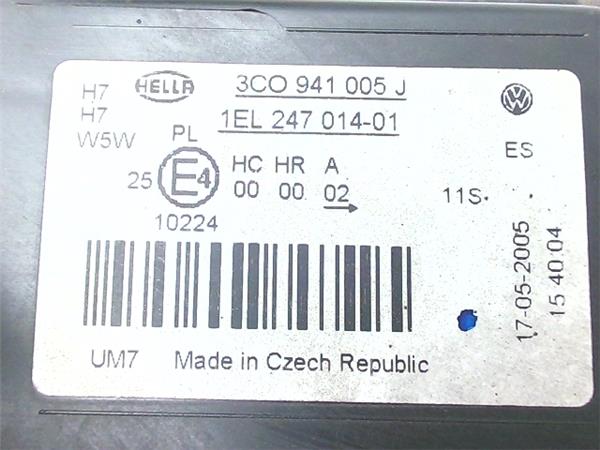 H7
H7
W5W
HELLA
3CO 941 005 J
1EL 247 014-01
PL
ES
25
E4
HC HR A
00 00 02
11S
10224
17-05-2005
15 40:04
UM7
Made in Czech Republic